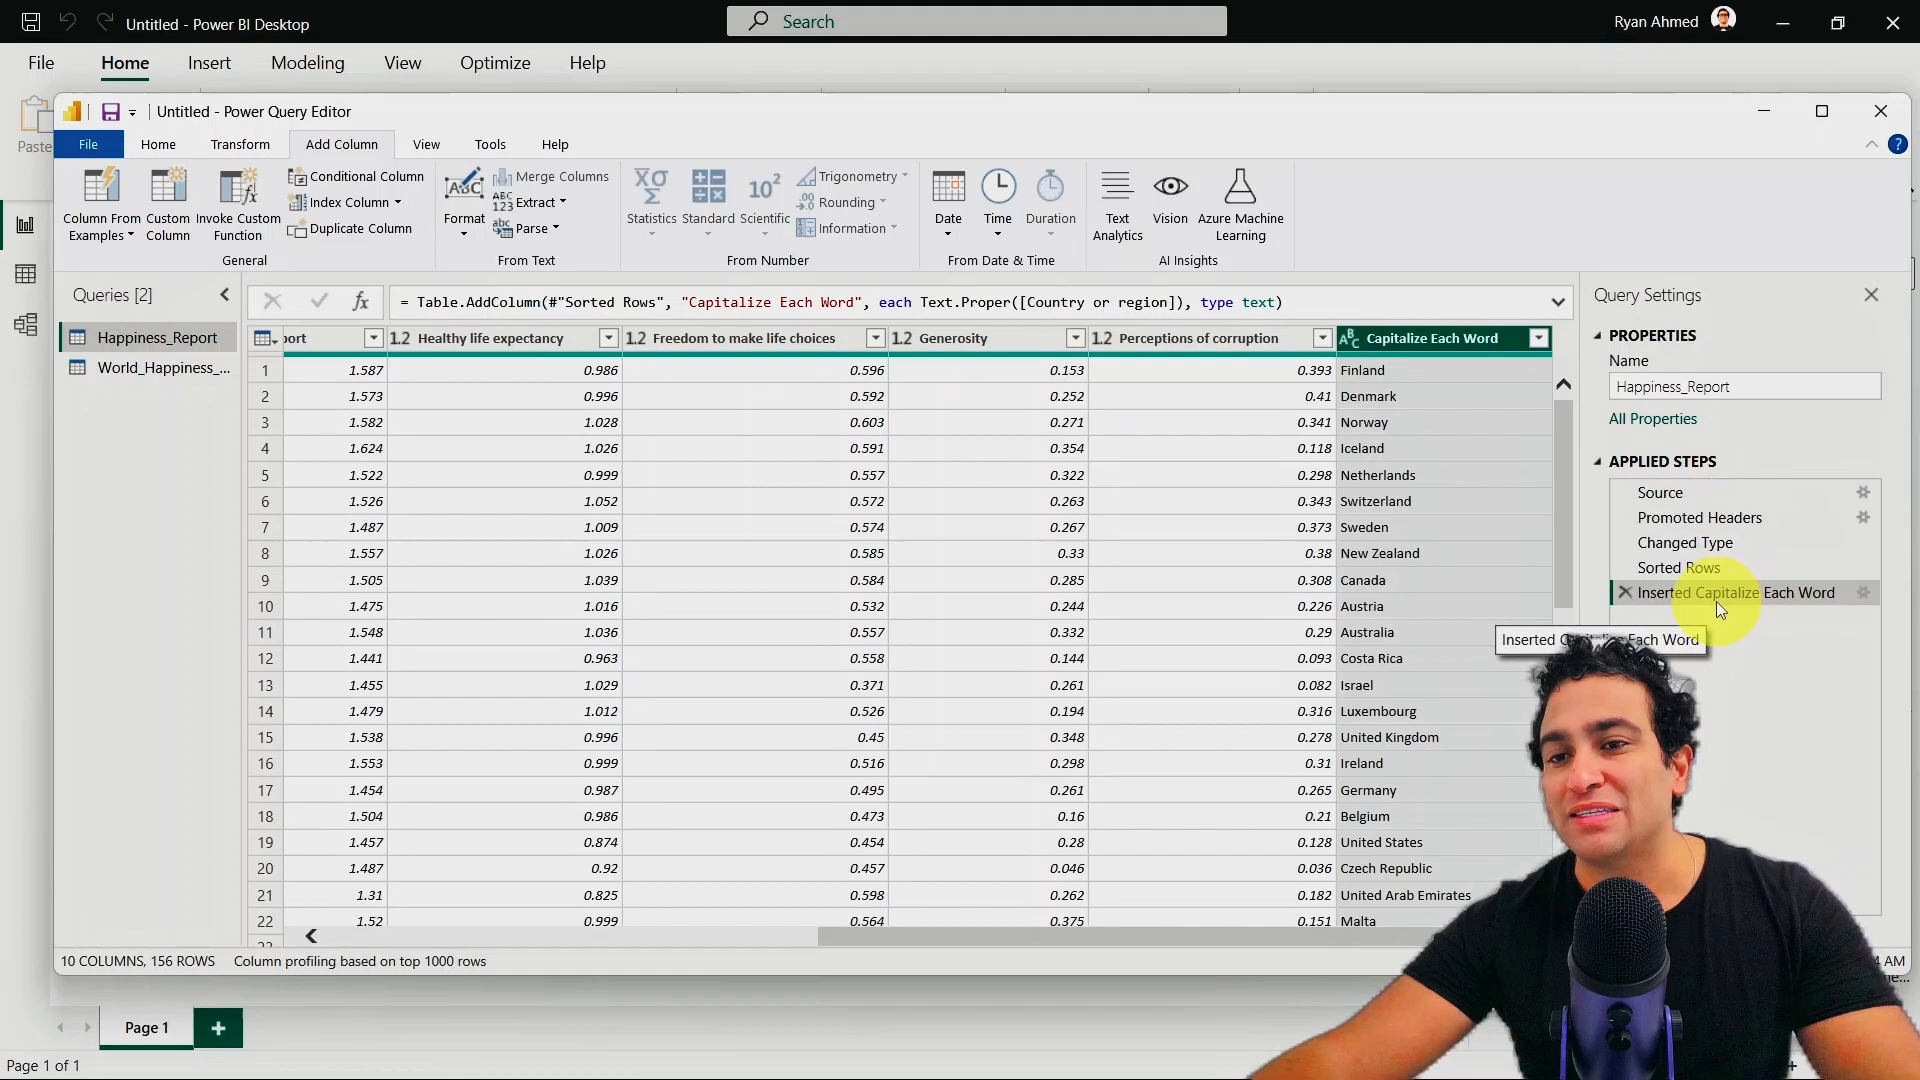 Untitled - Power BI Desktop
Search
Ryan Ahmed
File Home Insert Modeling View Optimize Help
Paste
Untitled - Power Query Editor
File Home Transform Add Column View Tools Help
Column From Examples
Custom Column
Invoke Custom Function
Conditional Column
Index Column
Duplicate Column
General
Format
Merge Columns
Extract
Parse
From Text
Statistics
Standard
Scientific
Trigonometry
Rounding
Information
From Number
Date
Time
Duration
From Date & Time
Text Analytics
Vision
Azure Machine Learning
AI Insights
Queries [2]
Happiness_Report
World_Happiness_...
= Table.AddColumn(#"Sorted Rows", "Capitalize Each Word", each Text.Proper([Country or region]), type text)
port 1.2 Healthy life expectancy 1.2 Freedom to make life choices 1.2 Generosity 1.2 Perceptions of corruption ABC Capitalize Each Word
1 1.587 0.986 0.596 0.153 0.393 Finland
2 1.573 0.996 0.592 0.252 0.41 Denmark
3 1.582 1.028 0.603 0.271 0.341 Norway
4 1.624 1.026 0.591 0.354 0.118 Iceland
5 1.522 0.999 0.557 0.322 0.298 Netherlands
6 1.526 1.052 0.572 0.263 0.343 Switzerland
7 1.487 1.009 0.574 0.267 0.373 Sweden
8 1.557 1.026 0.585 0.33 0.38 New Zealand
9 1.505 1.039 0.584 0.285 0.308 Canada
10 1.475 1.016 0.532 0.244 0.226 Austria
11 1.548 1.036 0.557 0.332 0.29 Australia
12 1.441 0.963 0.558 0.144 0.093 Costa Rica
13 1.455 1.029 0.371 0.261 0.082 Israel
14 1.479 1.012 0.526 0.194 0.316 Luxembourg
15 1.538 0.996 0.45 0.348 0.278 United Kingdom
16 1.553 0.999 0.516 0.298 0.31 Ireland
17 1.454 0.987 0.495 0.261 0.265 Germany
18 1.504 0.986 0.473 0.16 0.21 Belgium
19 1.457 0.874 0.454 0.28 0.128 United States
20 1.487 0.92 0.457 0.046 0.036 Czech Republic
21 1.31 0.825 0.598 0.262 0.182 United Arab Emirates
22 1.52 0.999 0.564 0.375 0.151 Malta
Query Settings
PROPERTIES
Name
Happiness_Report
All Properties
APPLIED STEPS
Source
Promoted Headers
Changed Type
Sorted Rows
Inserted Capitalize Each Word
Inserted Capitalize Each Word
10 COLUMNS, 156 ROWS Column profiling based on top 1000 rows
4 AM
Page 1
Page 1 of 1